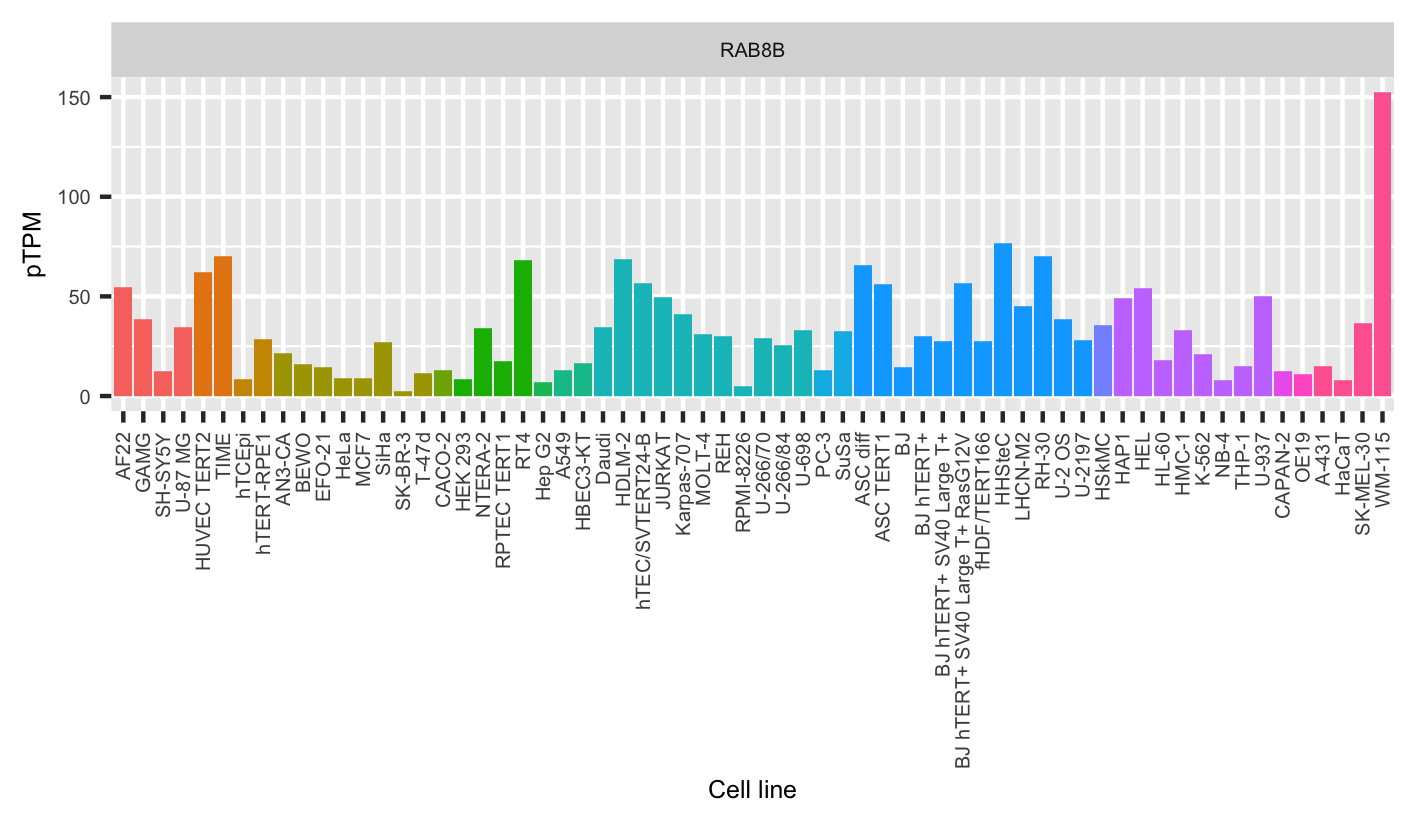 RAB8B
150
100
50
0
pTPM
AF22
GAMG
SH-SY5Y
U-87 MG
HUVEC TERT2
TIME
hTCEpi
hTERT-RPE1
AN3-CA
BEWO
EFO-21
HeLa
MCF7
SiHa
SK-BR-3
T-47d
CACO-2
HEK 293
NTERA-2
RPTEC TERT1
RT4
Hep G2
A549
HBEC3-KT
Daudi
HDLM-2
hTEC/SVTERT24-B
JURKAT
Karpas-707
MOLT-4
REH
RPMI-8226
U-266/70
U-266/84
U-698
PC-3
SuSa
ASC diff
ASC TERT1
BJ
BJ hTERT+
BJ hTERT+ SV40 Large T+
BJ hTERT+ SV40 Large T+ RasG12V
fHDF/TERT166
HHSteC
LHCN-M2
RH-30
U-2 OS
U-2197
HSkMC
HAP1
HEL
HL-60
HMC-1
K-562
NB-4
THP-1
U-937
CAPAN-2
OE19
A-431
HaCaT
SK-MEL-30
WM-115
Cell line